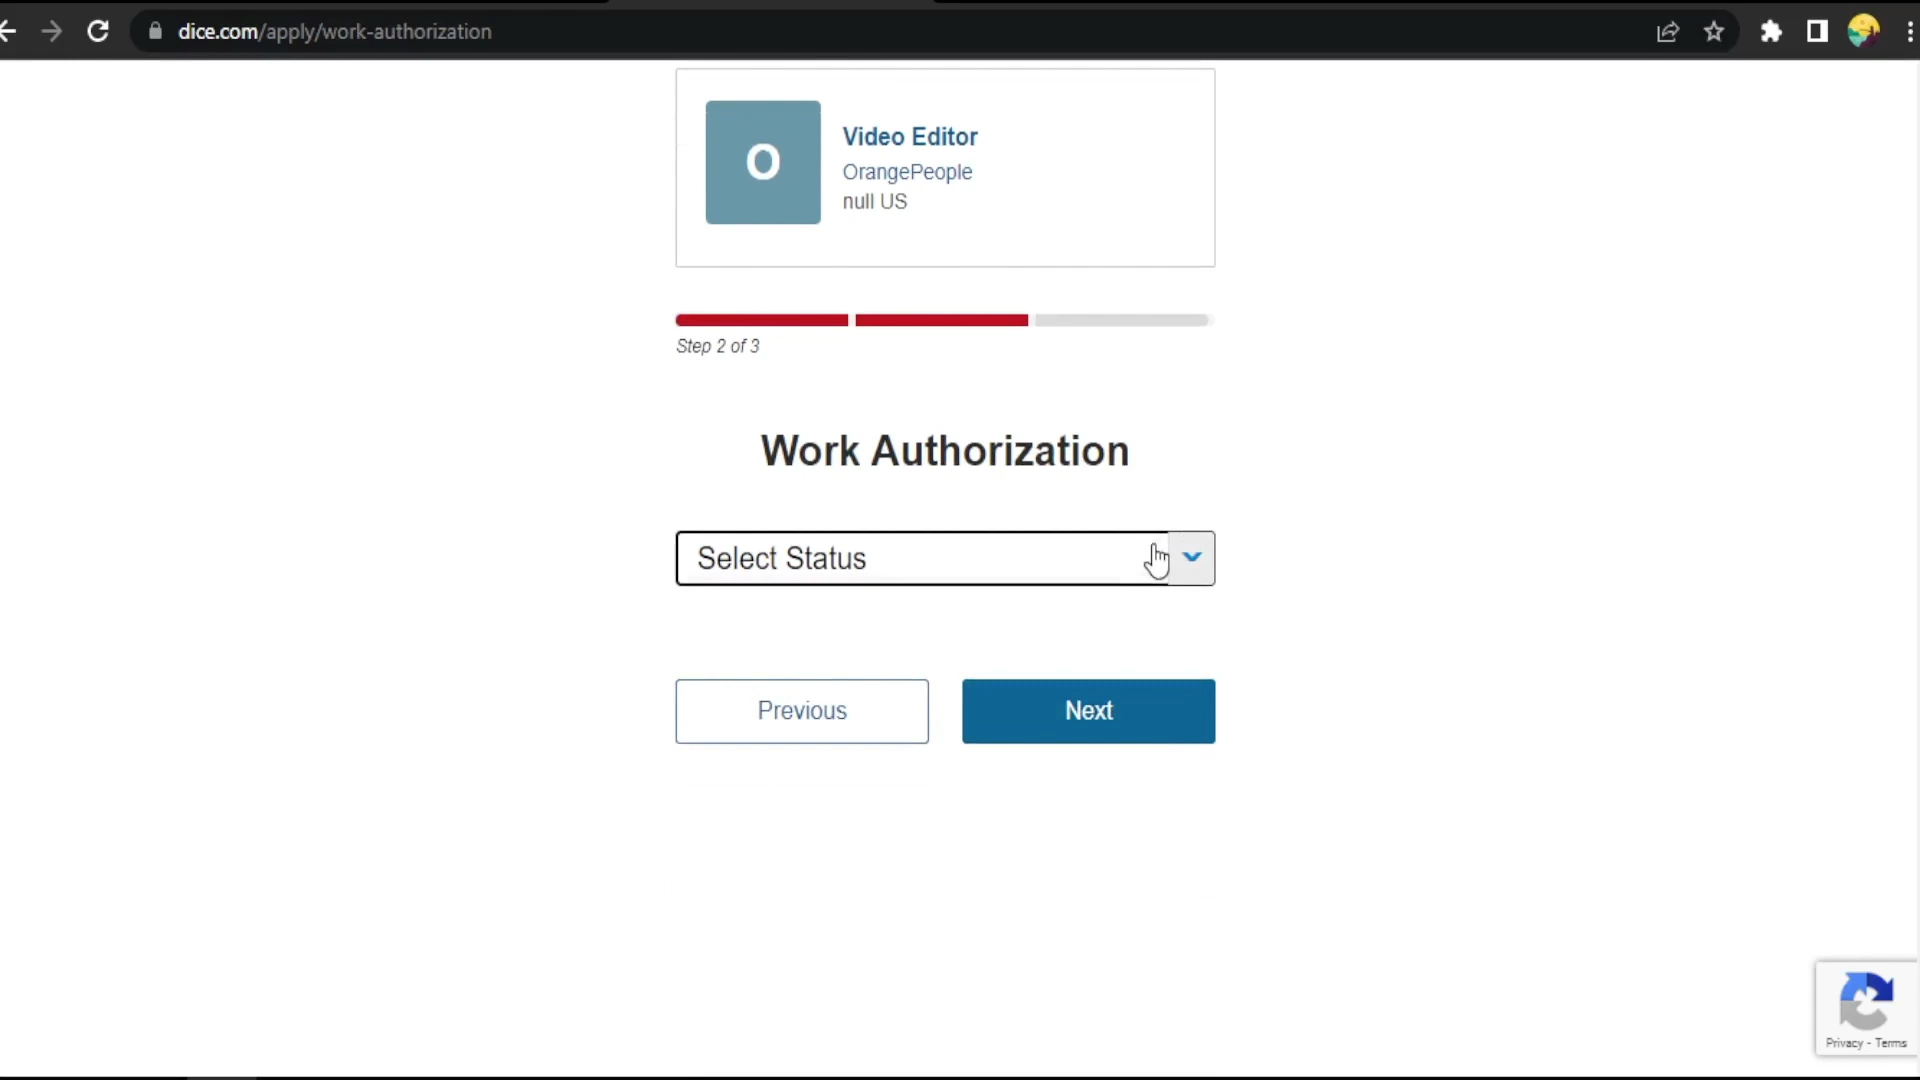 dice.com/apply/work-authorization
O
Video Editor
OrangePeople
null US
Step 2 of 3
Work Authorization
Select Status
Previous
Next
Privacy - Terms